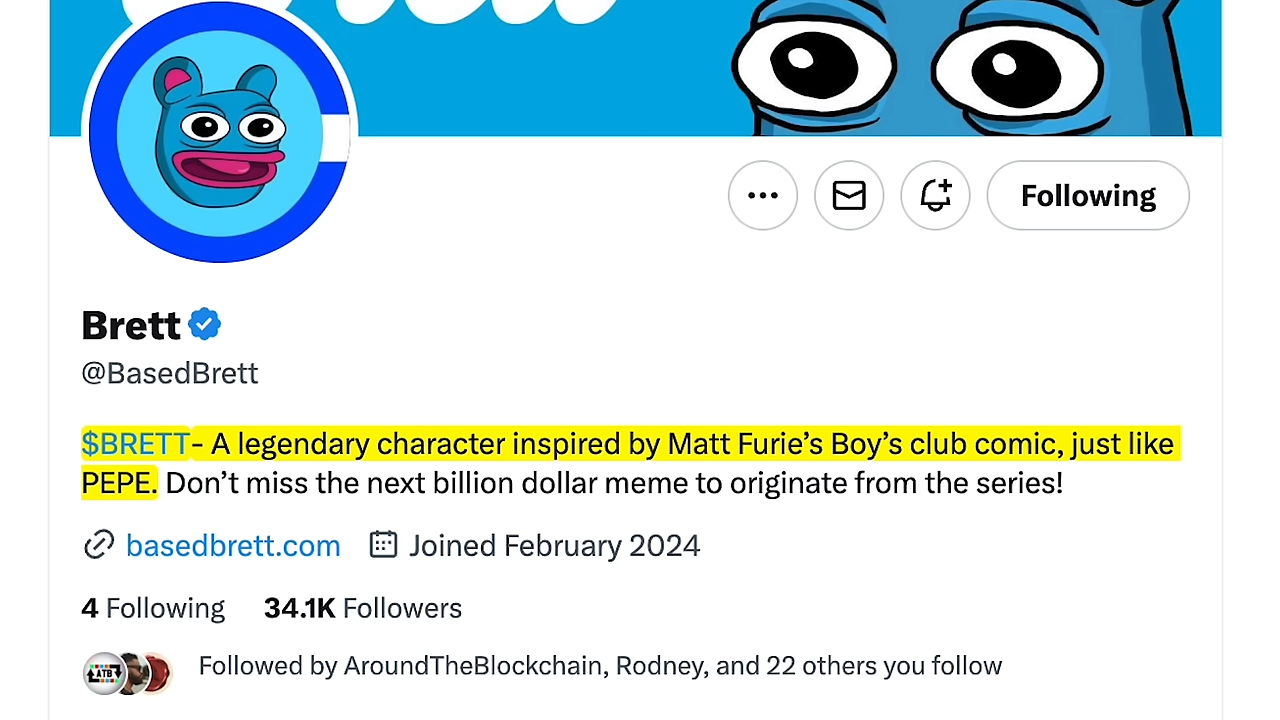 Following
Brett
@BasedBrett
$BRETT- A legendary character inspired by Matt Furie’s Boy’s club comic, just like
PEPE. Don’t miss the next billion dollar meme to originate from the series!
basedbrett.com Joined February 2024
4 Following 34.1K Followers
ATB
Followed by AroundTheBlockchain, Rodney, and 22 others you follow